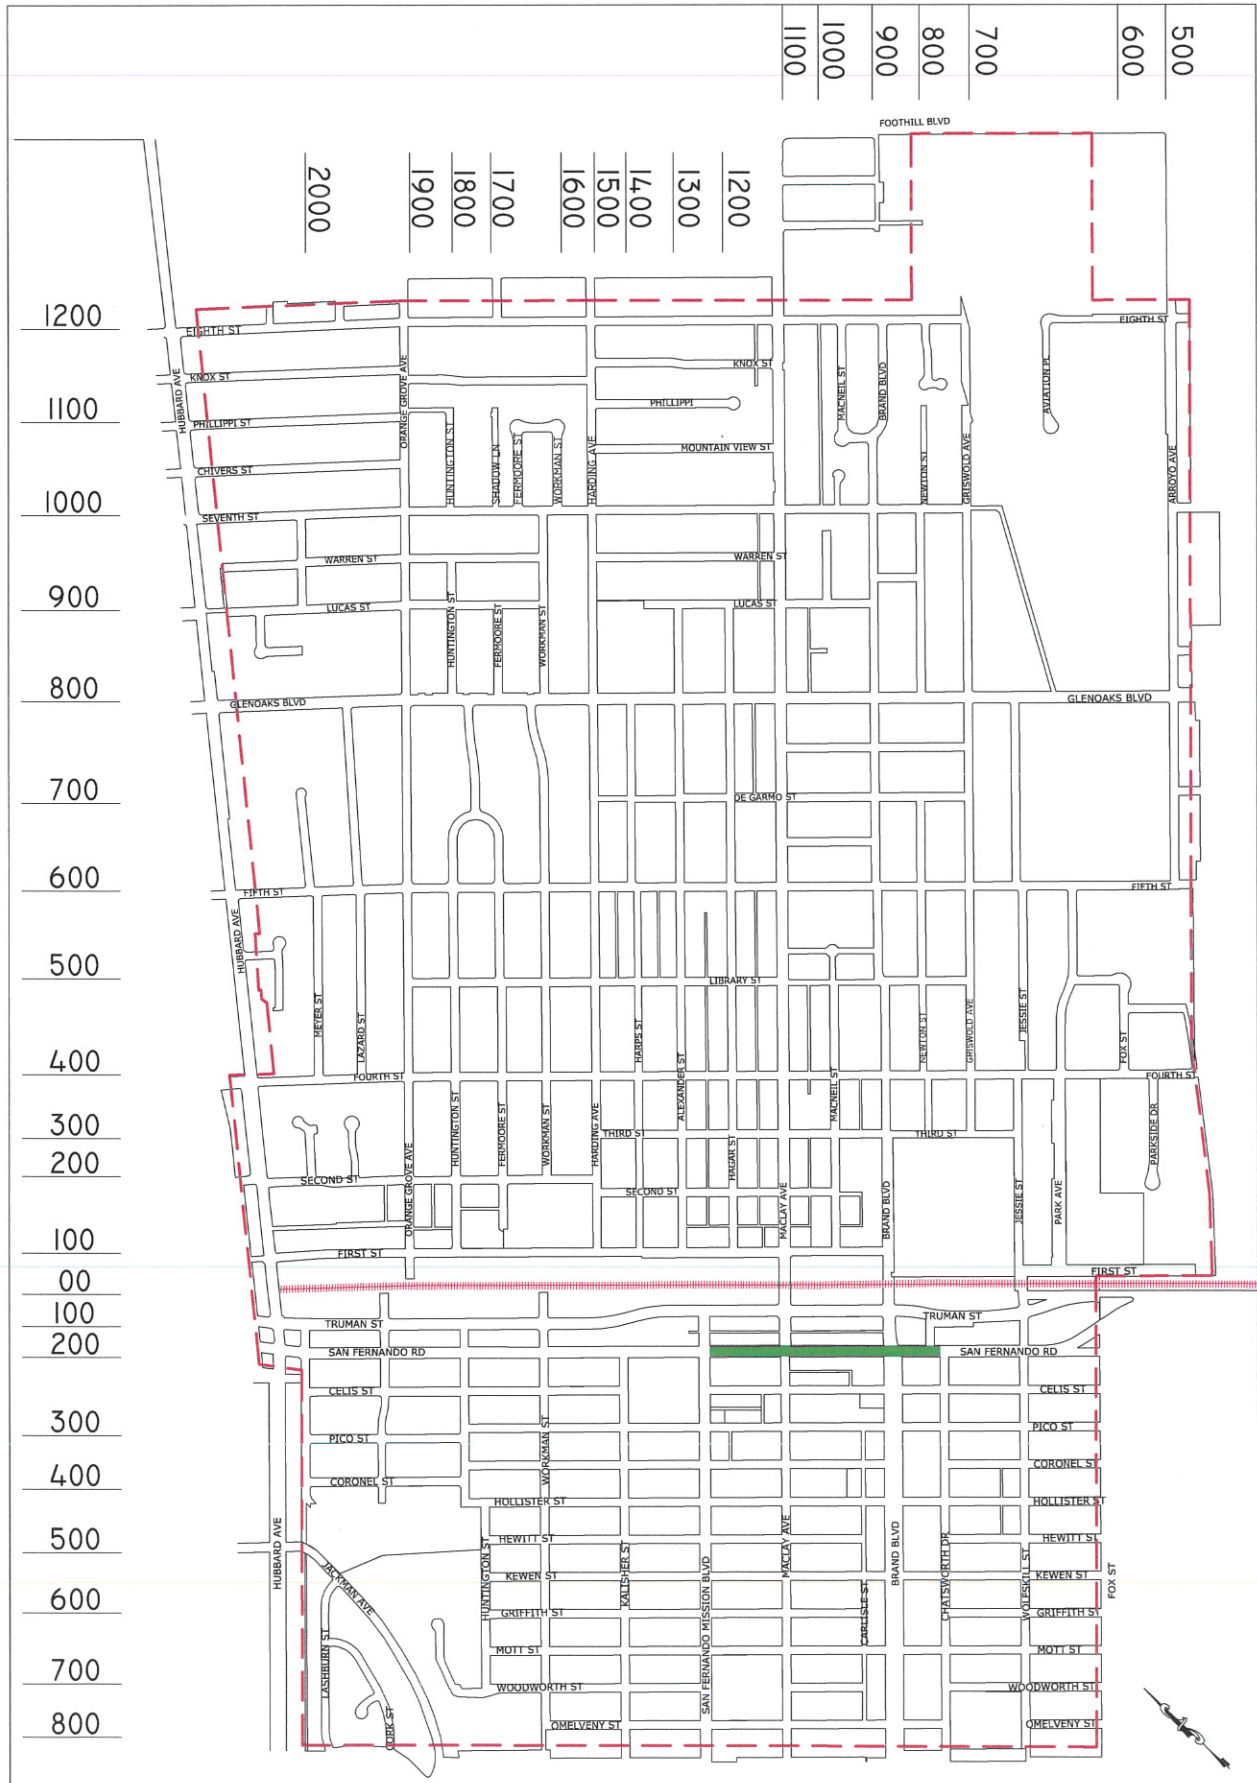 1100
1000
900
800
700
600
500
FOOTHILL BLVD
2000
1900
1800
1700
1600
1500
1400
1300
1200
1200
EIGHTH ST
EIGHTH ST
KNOX ST
KNOX ST
HUBBARD AVE
ORANGE GROVE AVE
MACNEIL ST
BRAND BLVD
AVIATION PL
1100
PHILLIPPI ST
PHILLIPPI
CHIVERS ST
HUNTINGTON ST
SHADOW LN
FERMOORE ST
WORKMAN ST
HARDING AVE
MOUNTAIN VIEW ST
NEWTON ST
GRISWOLD AVE
ARROYO AVE
1000
SEVENTH ST
WARREN ST
WARREN ST
900
LUCAS ST
LUCAS ST
HUNTINGTON ST
FERMOORE ST
WORKMAN ST
800
GLENOAKS BLVD
GLENOAKS BLVD
700
DE GARMO ST
600
FIFTH ST
FIFTH ST
HUBBARD AVE
500
LIBRARY ST
MEYER ST
LAZARD ST
HARPS ST
ALEXANDER ST
NEWTON ST
GRISWOLD AVE
JESSIE ST
FOX ST
400
FOURTH ST
FOURTH ST
MACNEIL ST
300
THIRD ST
THIRD ST
HUNTINGTON ST
FERMOORE ST
WORKMAN ST
HARDING AVE
HAGAR ST
PARKSIDE DR
200
SECOND ST
SECOND ST
ORANGE GROVE AVE
MACLAY AVE
BRAND BLVD
JESSIE ST
PARK AVE
100
FIRST ST
FIRST ST
00
100
TRUMAN ST
TRUMAN ST
200
SAN FERNANDO RD
SAN FERNANDO RD
CELIS ST
CELIS ST
300
PICO ST
PICO ST
WORKMAN ST
400
CORONEL ST
CORONEL ST
HOLLISTER ST
HOLLISTER ST
500
HEWITT ST
HEWITT ST
HUBBARD AVE
JACKMAN AVE
HUNTINGTON ST
KEWEN ST
KEWEN ST
KALISHER ST
SAN FERNANDO MISSION BLVD
MACLAY AVE
CARLISLE ST
BRAND BLVD
CHATSWORTH DR
WOLFSKILL ST
FOX ST
600
GRIFFITH ST
GRIFFITH ST
LASHBURN ST
MOTT ST
MOTT ST
700
WOODWORTH ST
WOODWORTH ST
CORK ST
800
OMELVENY ST
OMELVENY ST